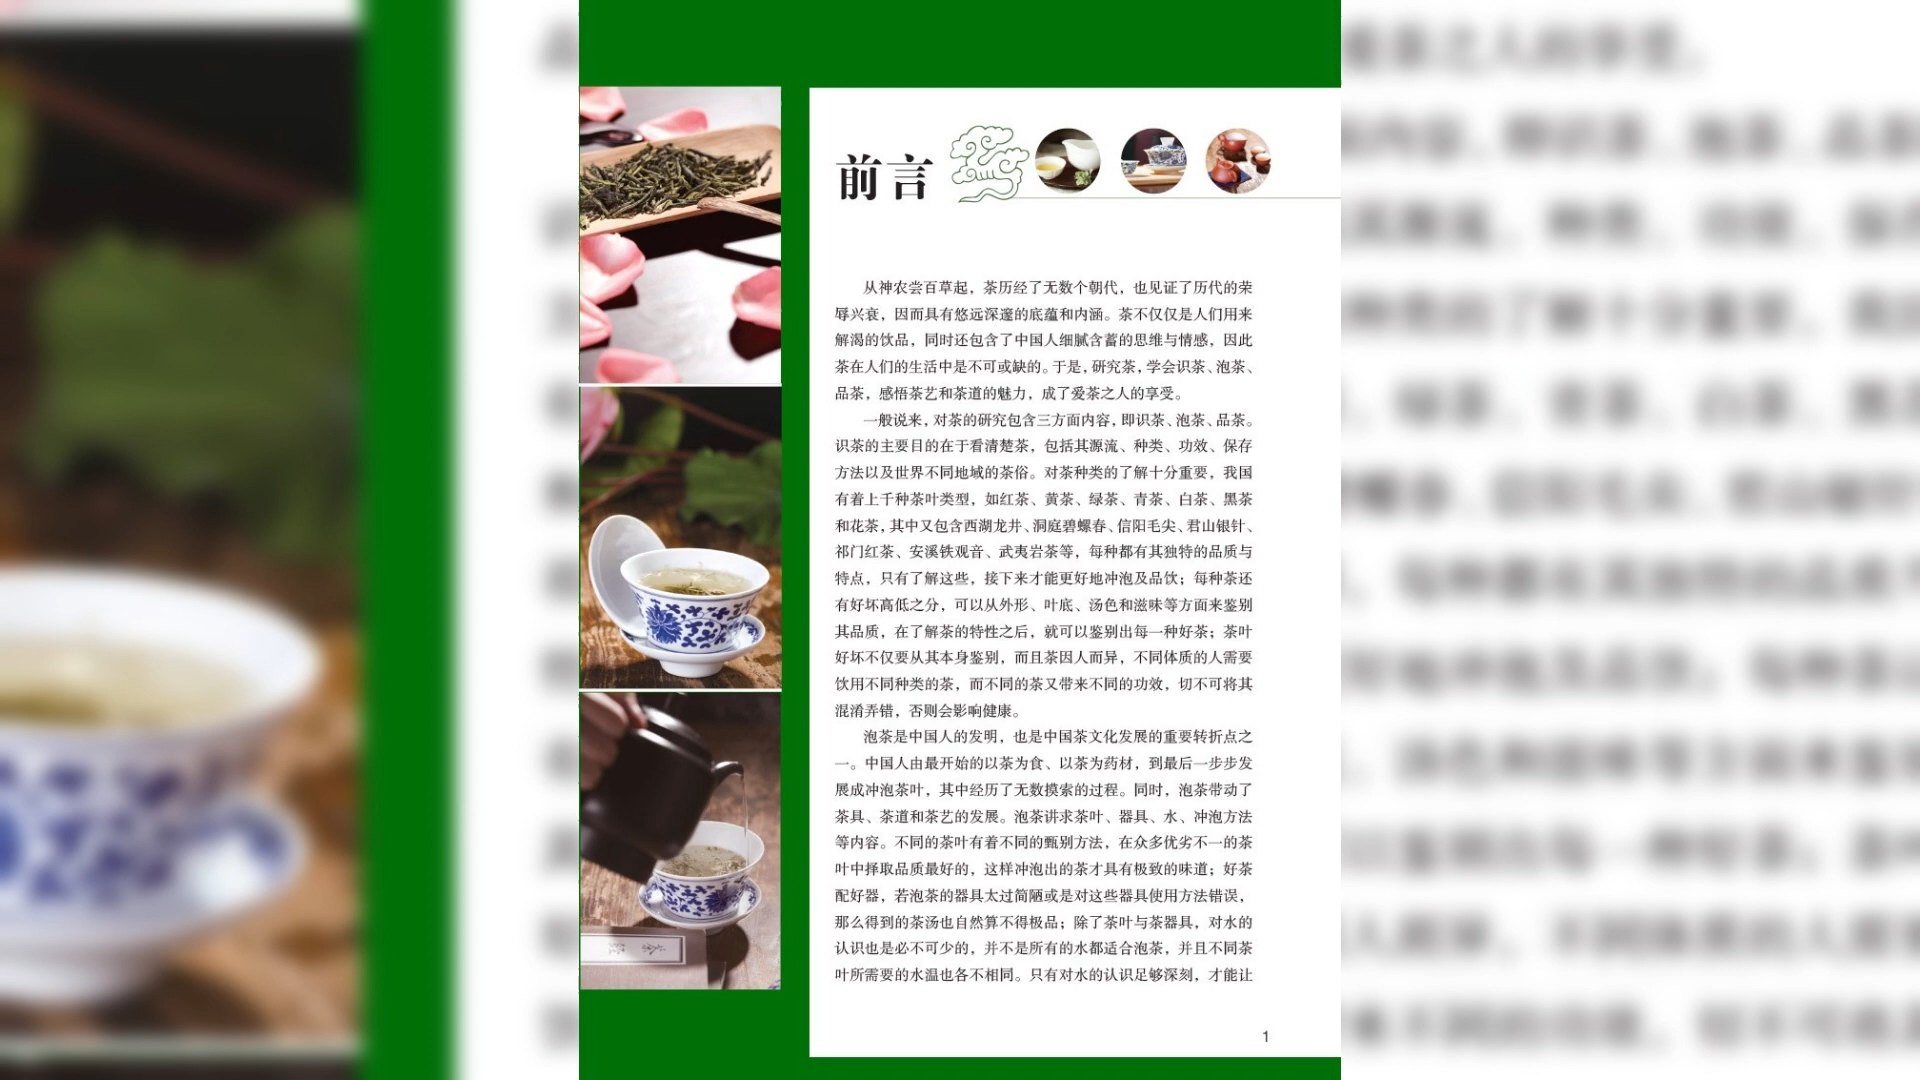 前言
从神农尝百草起，茶历经了无数个朝代，也见证了历代的荣
辱兴衰，因而具有悠远深邃的底蕴和内涵。茶不仅仅是人们用来
解渴的饮品，同时还包含了中国人细腻含蓄的思维与情感，因此
茶在人们的生活中是不可或缺的。于是，研究茶，学会识茶、泡茶、
品茶，感悟茶艺和茶道的魅力，成了爱茶之人的享受。
一般说来，对茶的研究包含三方面内容，即识茶、泡茶、品茶。
识茶的主要目的在于看清楚茶，包括其源流、种类、功效、保存
方法以及世界不同地域的茶俗。对茶种类的了解十分重要，我国
有着上千种茶叶类型，如红茶、黄茶、绿茶、青茶、白茶、黑茶
和花茶，其中又包含西湖龙井、洞庭碧螺春、信阳毛尖、君山银针、
祁门红茶、安溪铁观音、武夷岩茶等，每种都有其独特的品质与
特点，只有了解这些，接下来才能更好地冲泡及品饮；每种茶还
有好坏高低之分，可以从外形、叶底、汤色和滋味等方面来鉴别
其品质，在了解茶的特性之后，就可以鉴别出每一种好茶；茶叶
好坏不仅要从其本身鉴别，而且茶因人而异，不同体质的人需要
饮用不同种类的茶，而不同的茶又带来不同的功效，切不可将其
混淆弄错，否则会影响健康。
泡茶是中国人的发明，也是中国茶文化发展的重要转折点之
一。中国人由最开始的以茶为食、以茶为药材，到最后一步步发
展成冲泡茶叶，其中经历了无数摸索的过程。同时，泡茶带动了
茶具、茶道和茶艺的发展。泡茶讲求茶叶、器具、水、冲泡方法
等内容。不同的茶叶有着不同的甄别方法，在众多优劣不一的茶
叶中择取品质最好的，这样冲泡出的茶才具有极致的味道；好茶
配好器，若泡茶的器具太过简陋或是对这些器具使用方法错误，
那么得到的茶汤也自然算不得极品；除了茶叶与茶器具，对水的
认识也是必不可少的，并不是所有的水都适合泡茶，并且不同茶
叶所需要的水温也各不相同。只有对水的认识足够深刻，才能让
1